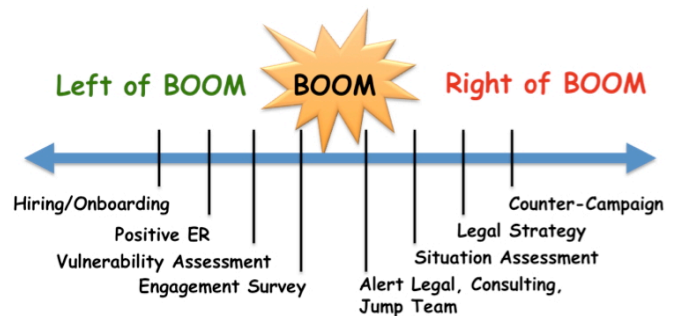 Left of BOOM
BOOM
Right of BOOM
Hiring/Onboarding
Positive ER
Vulnerability Assessment
Engagement Survey
Counter-Campaign
Legal Strategy
Situation Assessment
Alert Legal, Consulting,
Jump Team